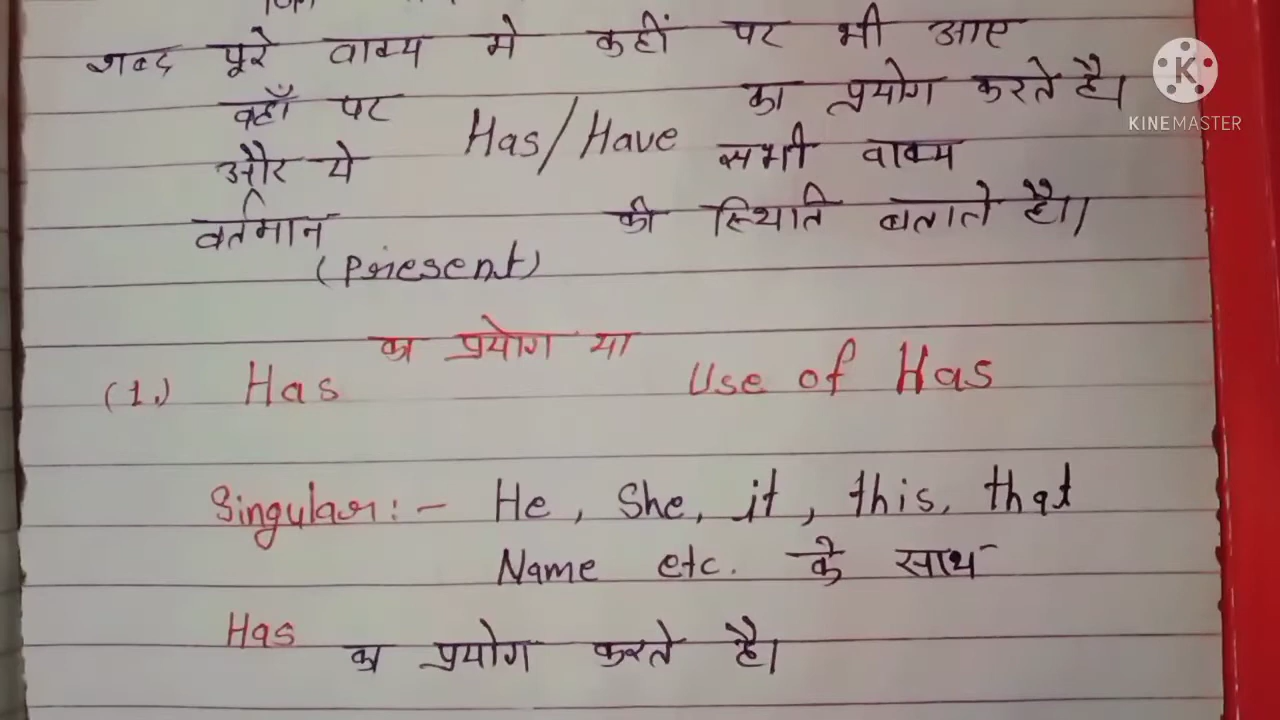 शब्द पूरे वाक्य मे कहीं पर भी आए
वहाँ पर Has/Have का प्रयोग करते है।
और ये सभी वाक्य
वर्तमान (Present) की स्थिति बताते है।
(1.) Has का प्रयोग या Use of Has
Singular:- He, She, it, this, that
Name etc. के साथ
Has का प्रयोग करते है।
K
KINEMASTER